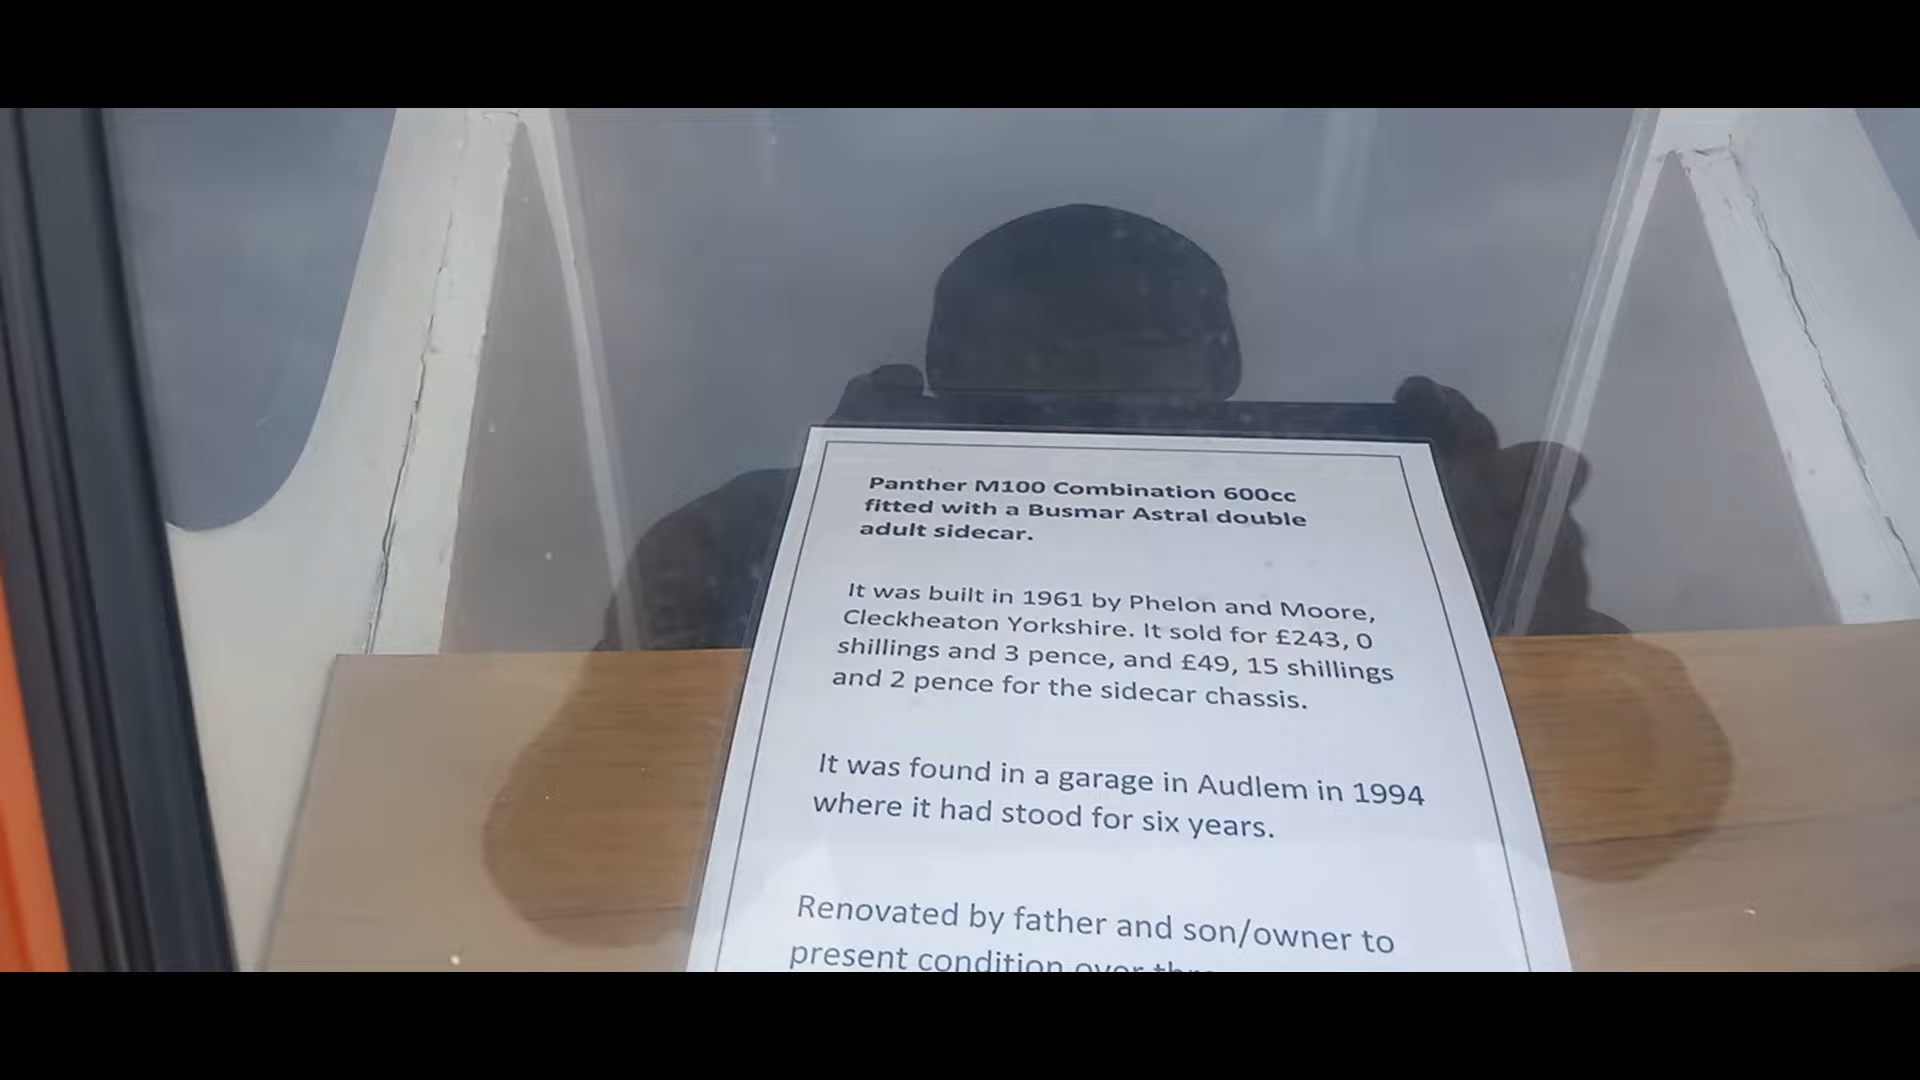 Panther M100 Combination 600cc
fitted with a Busmar Astral double
adult sidecar.
It was built in 1961 by Phelon and Moore,
Cleckheaton Yorkshire. It sold for £243, 0
shillings and 3 pence, and £49, 15 shillings
and 2 pence for the sidecar chassis.
It was found in a garage in Audlem in 1994
where it had stood for six years.
Renovated by father and son/owner to
present condition over